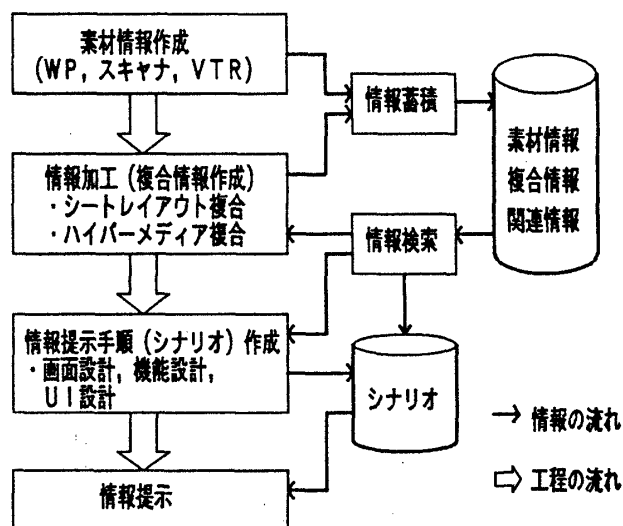 素材情報作成
(WP, スキャナ, VTR)
情報蓄積
素材情報
複合情報
関連情報
情報加工 (複合情報作成)
・シートレイアウト複合
・ハイパーメディア複合
情報検索
情報提示手順 (シナリオ) 作成
・画面設計, 機能設計,
UI設計
シナリオ
→ 情報の流れ
⇨ 工程の流れ
情報提示